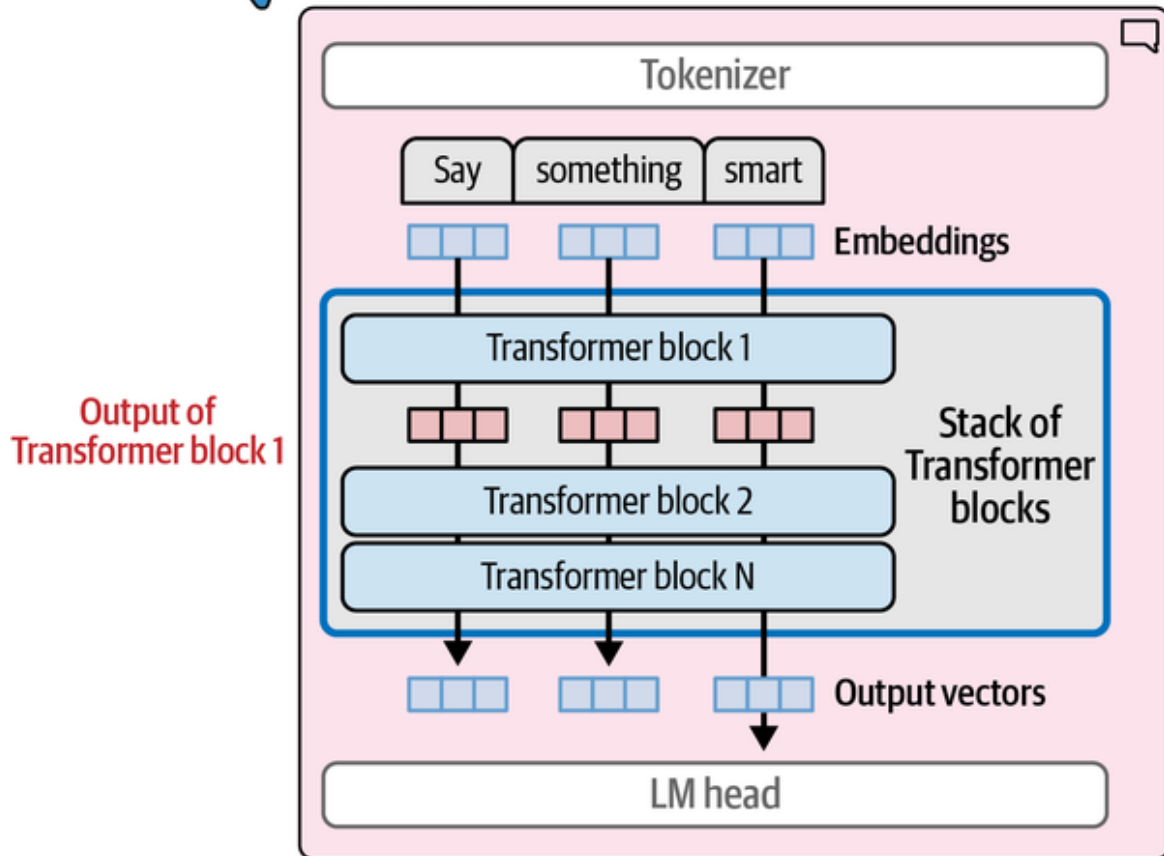 Tokenizer
Say something smart
Embeddings
Transformer block 1
Output of
Transformer block 1
Stack of
Transformer
blocks
Transformer block 2
Transformer block N
Output vectors
LM head